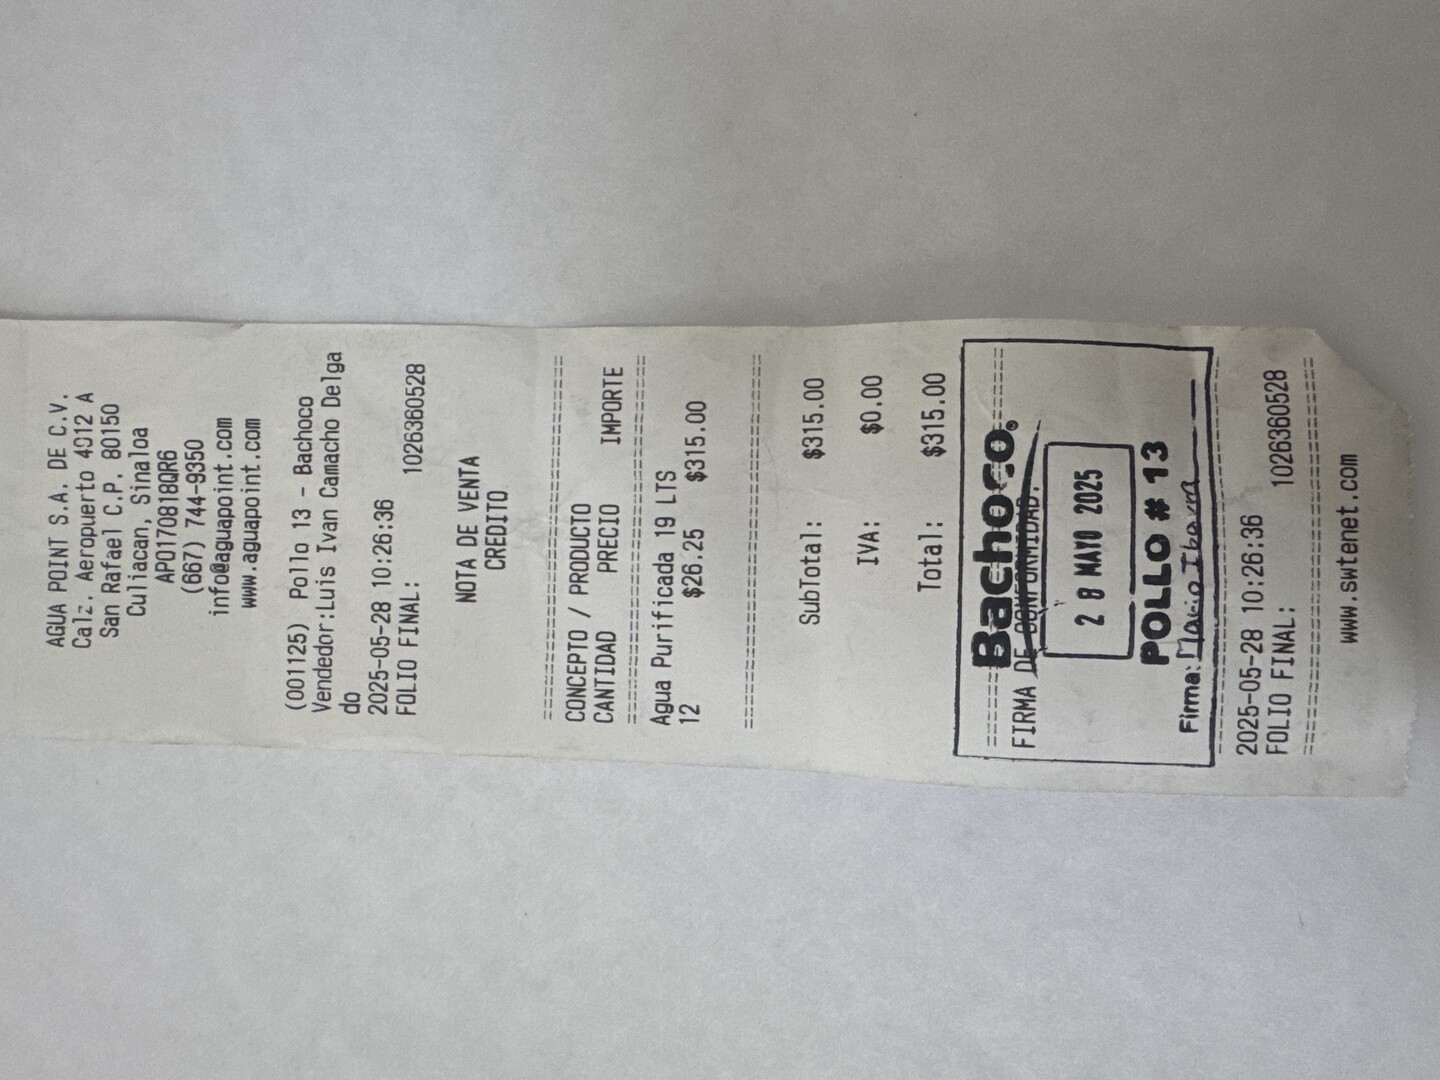 AGUA POINT S.A. DE C.V.
Calz. Aeropuerto 4012 A
San Rafael C.P. 80150
Culiacan, Sinaloa
APO170818QR6
(667) 744-9350
info@aguapoint.com
www.aguapoint.com
(001125) Pollo 13 - Bachoco
Vendedor:Luis Ivan Camacho Delga
do
2025-05-28 10:26:36
FOLIO FINAL: 1026360528
NOTA DE VENTA
CREDITO
CONCEPTO / PRODUCTO
CANTIDAD PRECIO IMPORTE
Agua Purificada 19 LTS
12 $26.25 $315.00
SubTotal: $315.00
IVA: $0.00
Total: $315.00
Bachoco®
FIRMA DE CONFORMIDAD.
28 MAYO 2025
POLLO # 13
Firma: Mario Ibarra
2025-05-28 10:26:36
FOLIO FINAL: 1026360528
www.swtenet.com